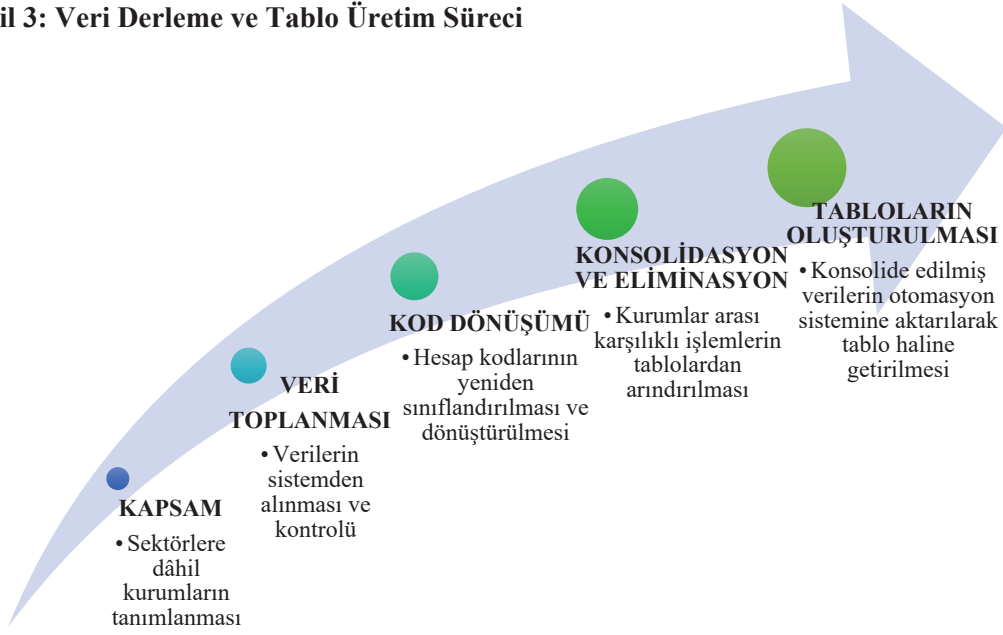 il 3: Veri Derleme ve Tablo Üretim Süreci
KAPSAM
• Sektörlere
dâhil
kurumların
tanımlanması
VERİ
TOPLANMASI
• Verilerin
sistemden
alınması ve
kontrolü
KOD DÖNÜŞÜMÜ
• Hesap kodlarının
yeniden
sınıflandırılması ve
dönüştürülmesi
KONSOLİDASYON
VE ELİMİNASYON
• Kurumlar arası
karşılıklı işlemlerin
tablolardan
arındırılması
TABLOLARIN
OLUŞTURULMASI
• Konsolide edilmiş
verilerin otomasyon
sistemine aktarılarak
tablo haline
getirilmesi